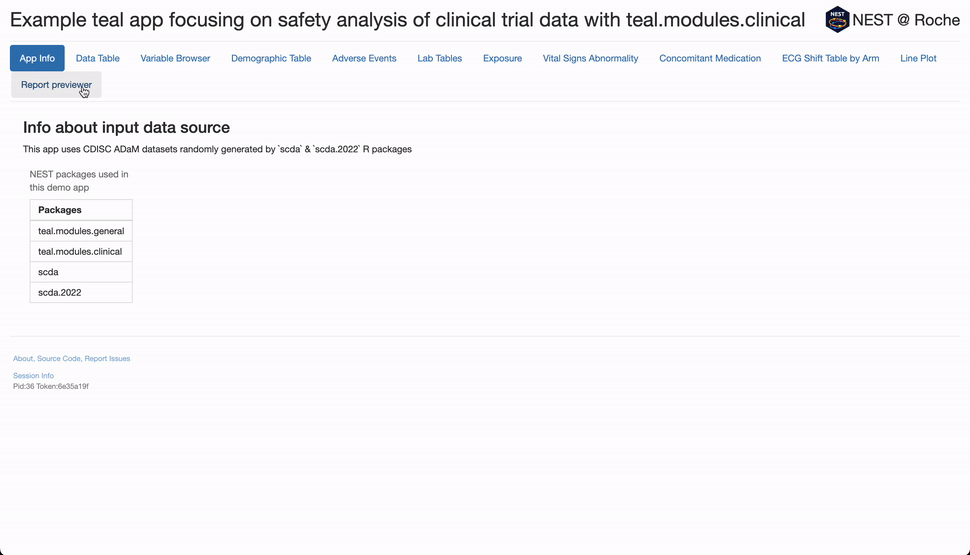 Example teal app focusing on safety analysis of clinical trial data with teal.modules.clinical
NEST
NEST @ Roche
App Info Data Table Variable Browser Demographic Table Adverse Events Lab Tables Exposure Vital Signs Abnormality Concomitant Medication ECG Shift Table by Arm Line Plot
Report previewer
Info about input data source
This app uses CDISC ADaM datasets randomly generated by `scda` & `scda.2022` R packages
NEST packages used in
this demo app
Packages
teal.modules.general
teal.modules.clinical
scda
scda.2022
About, Source Code, Report Issues
Session Info
Pid:36 Token:6e35a19f